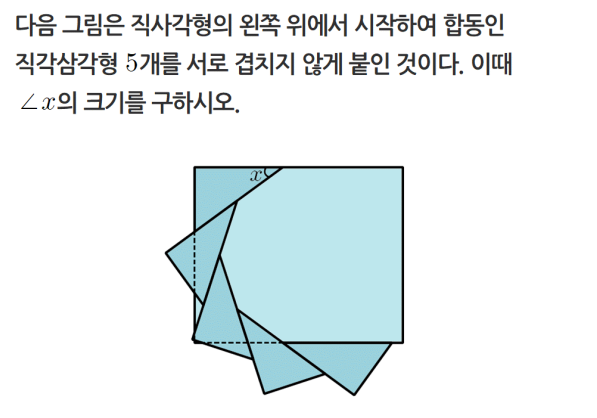 다음 그림은 직사각형의 왼쪽 위에서 시작하여 합동인
직각삼각형 5개를 서로 겹치지 않게 붙인 것이다. 이때
∠x의 크기를 구하시오.
x